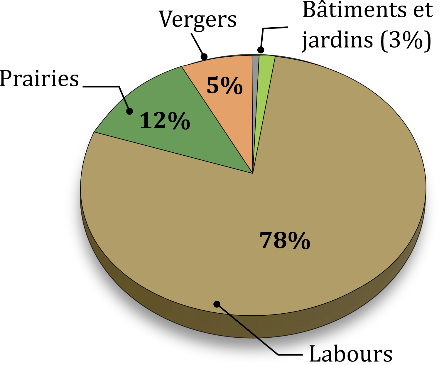 Vergers
Bâtiments et
jardins (3%)
Prairies
5%
12%
78%
Labours